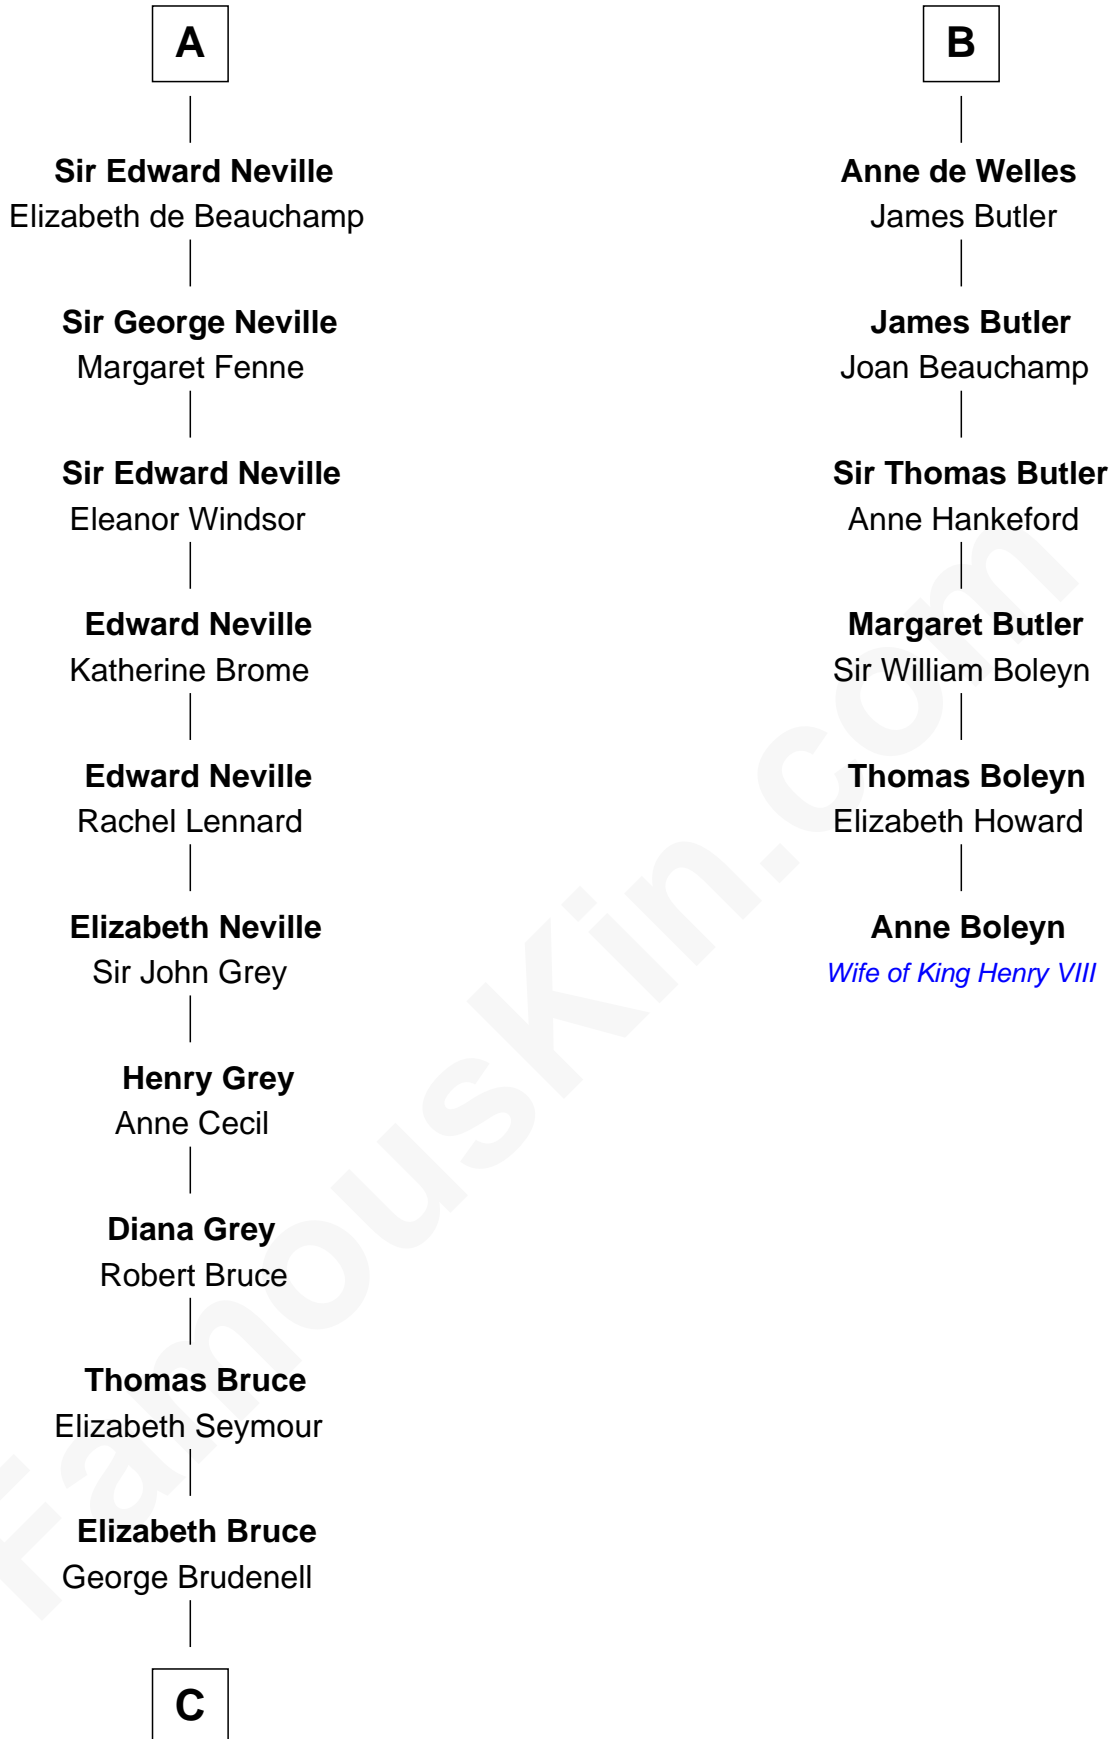 A
Sir Edward Neville
Elizabeth de Beauchamp
Sir George Neville
Margaret Fenne
Sir Edward Neville
Eleanor Windsor
Edward Neville
Katherine Brome
Edward Neville
Rachel Lennard
Elizabeth Neville
Sir John Grey
Henry Grey
Anne Cecil
Diana Grey
Robert Bruce
Thomas Bruce
Elizabeth Seymour
Elizabeth Bruce
George Brudenell
C
B
Anne de Welles
James Butler
James Butler
Joan Beauchamp
Sir Thomas Butler
Anne Hankeford
Margaret Butler
Sir William Boleyn
Thomas Boleyn
Elizabeth Howard
Anne Boleyn
Wife of King Henry VIII
FamousKin.com